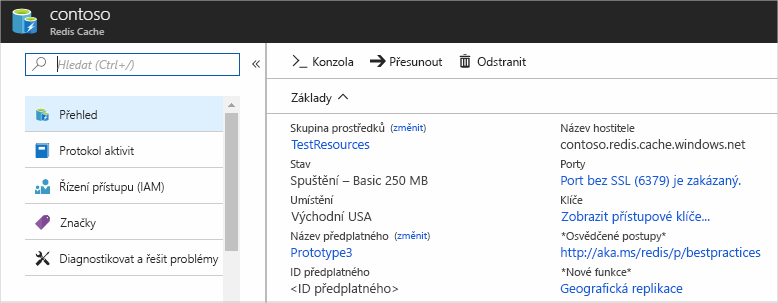 contoso
Redis Cache
Hledat (Ctrl+/)
«
Přehled
Protokol aktivit
Řízení přístupu (IAM)
Značky
Diagnostikovat a řešit problémy
Konzola
Přesunout
Odstranit
Základy
Skupina prostředků (změnit)
TestResources
Stav
Spuštění – Basic 250 MB
Umístění
Východní USA
Název předplatného (změnit)
Prototype3
ID předplatného
<ID předplatného>
Název hostitele
contoso.redis.cache.windows.net
Porty
Port bez SSL (6379) je zakázaný.
Klíče
Zobrazit přístupové klíče...
*Osvědčené postupy*
http://aka.ms/redis/p/bestpractices
*Nové funkce*
Geografická replikace